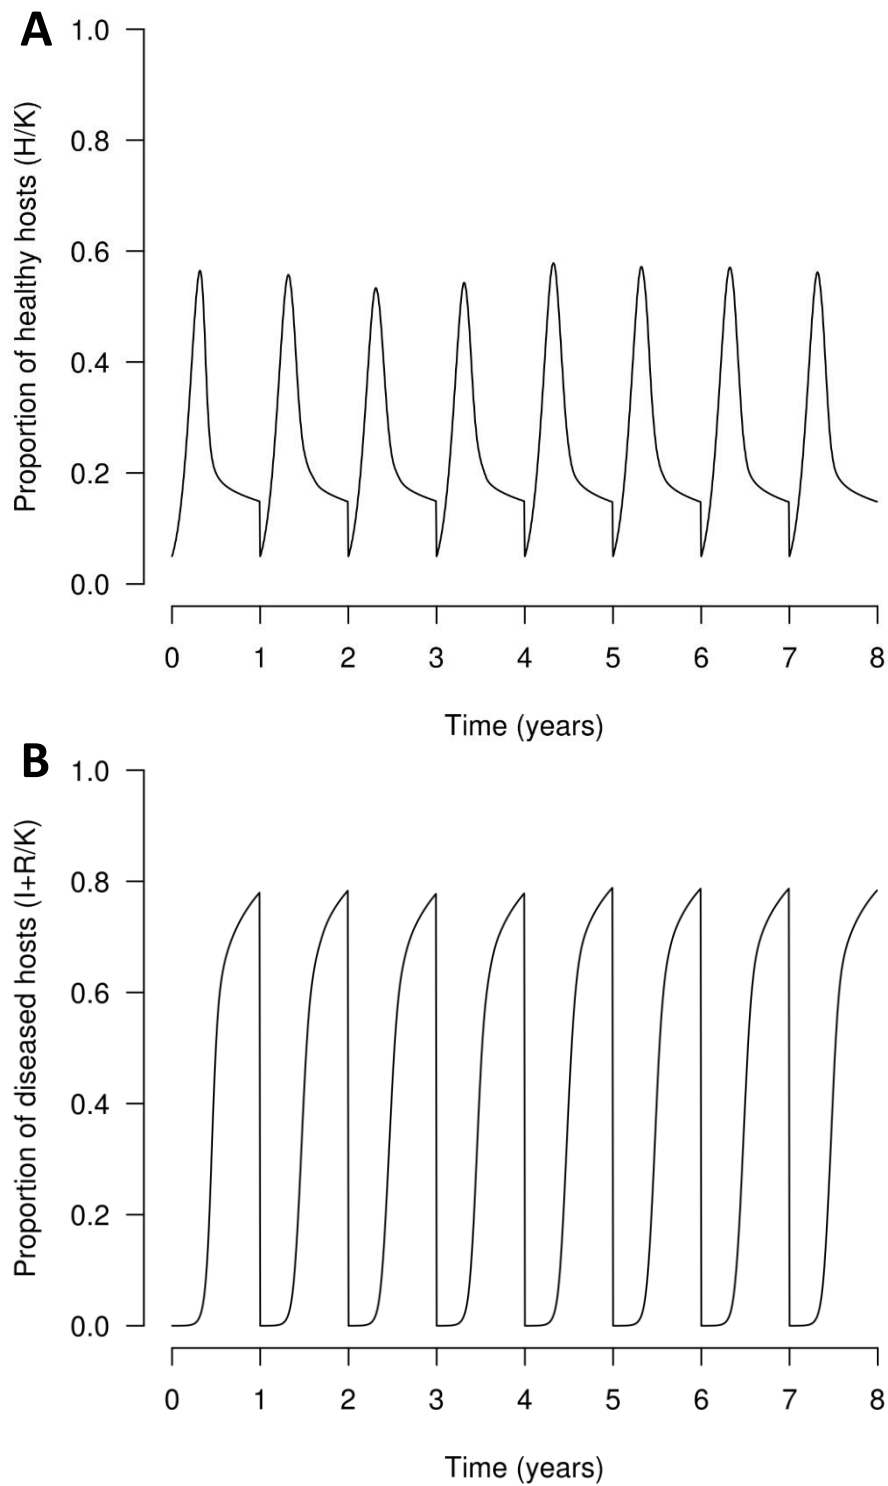 A
Proportion of healthy hosts (H/K)
1.0
0.8
0.6
0.4
0.2
0.0
0 1 2 3 4 5 6 7 8
Time (years)
B
Proportion of diseased hosts (I+R/K)
1.0
0.8
0.6
0.4
0.2
0.0
0 1 2 3 4 5 6 7 8
Time (years)